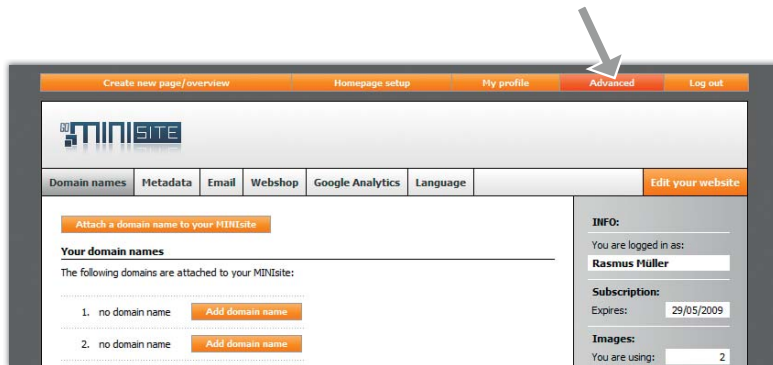 Create new page/overview Homepage setup My profile Advanced Log out
GO MINISITE
Domain names Metadata Email Webshop Google Analytics Language Edit your website
Attach a domain name to your MINIsite
Your domain names
The following domains are attached to your MINIsite:
1. no domain name Add domain name
2. no domain name Add domain name
INFO:
You are logged in as:
Rasmus Müller
Subscription:
Expires: 29/05/2009
Images:
You are using: 2